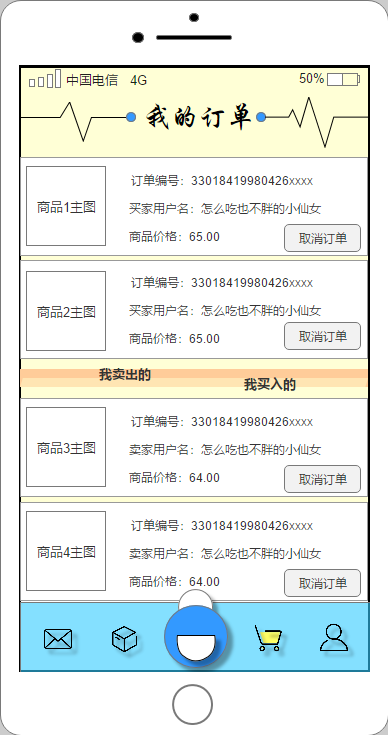 中国电信 4G 50%
我的订单
商品1主图
订单编号：33018419980426xxxx
买家用户名：怎么吃也不胖的小仙女
商品价格：65.00
取消订单
商品2主图
订单编号：33018419980426xxxx
买家用户名：怎么吃也不胖的小仙女
商品价格：65.00
取消订单
我卖出的
我买入的
商品3主图
订单编号：33018419980426xxxx
卖家用户名：怎么吃也不胖的小仙女
商品价格：64.00
取消订单
商品4主图
订单编号：33018419980426xxxx
卖家用户名：怎么吃也不胖的小仙女
商品价格：64.00
取消订单